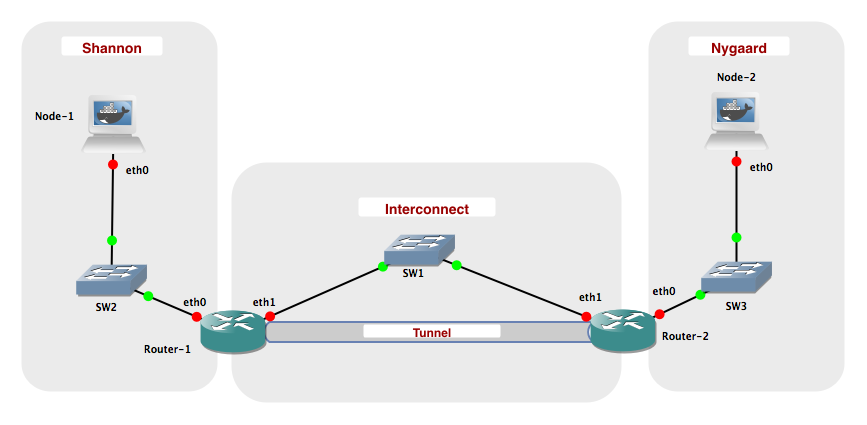 Shannon
Nygaard
Node-2
Node-1
eth0
eth0
Interconnect
SW1
SW2
eth0
eth1
eth1
eth0
SW3
Tunnel
Router-1
Router-2